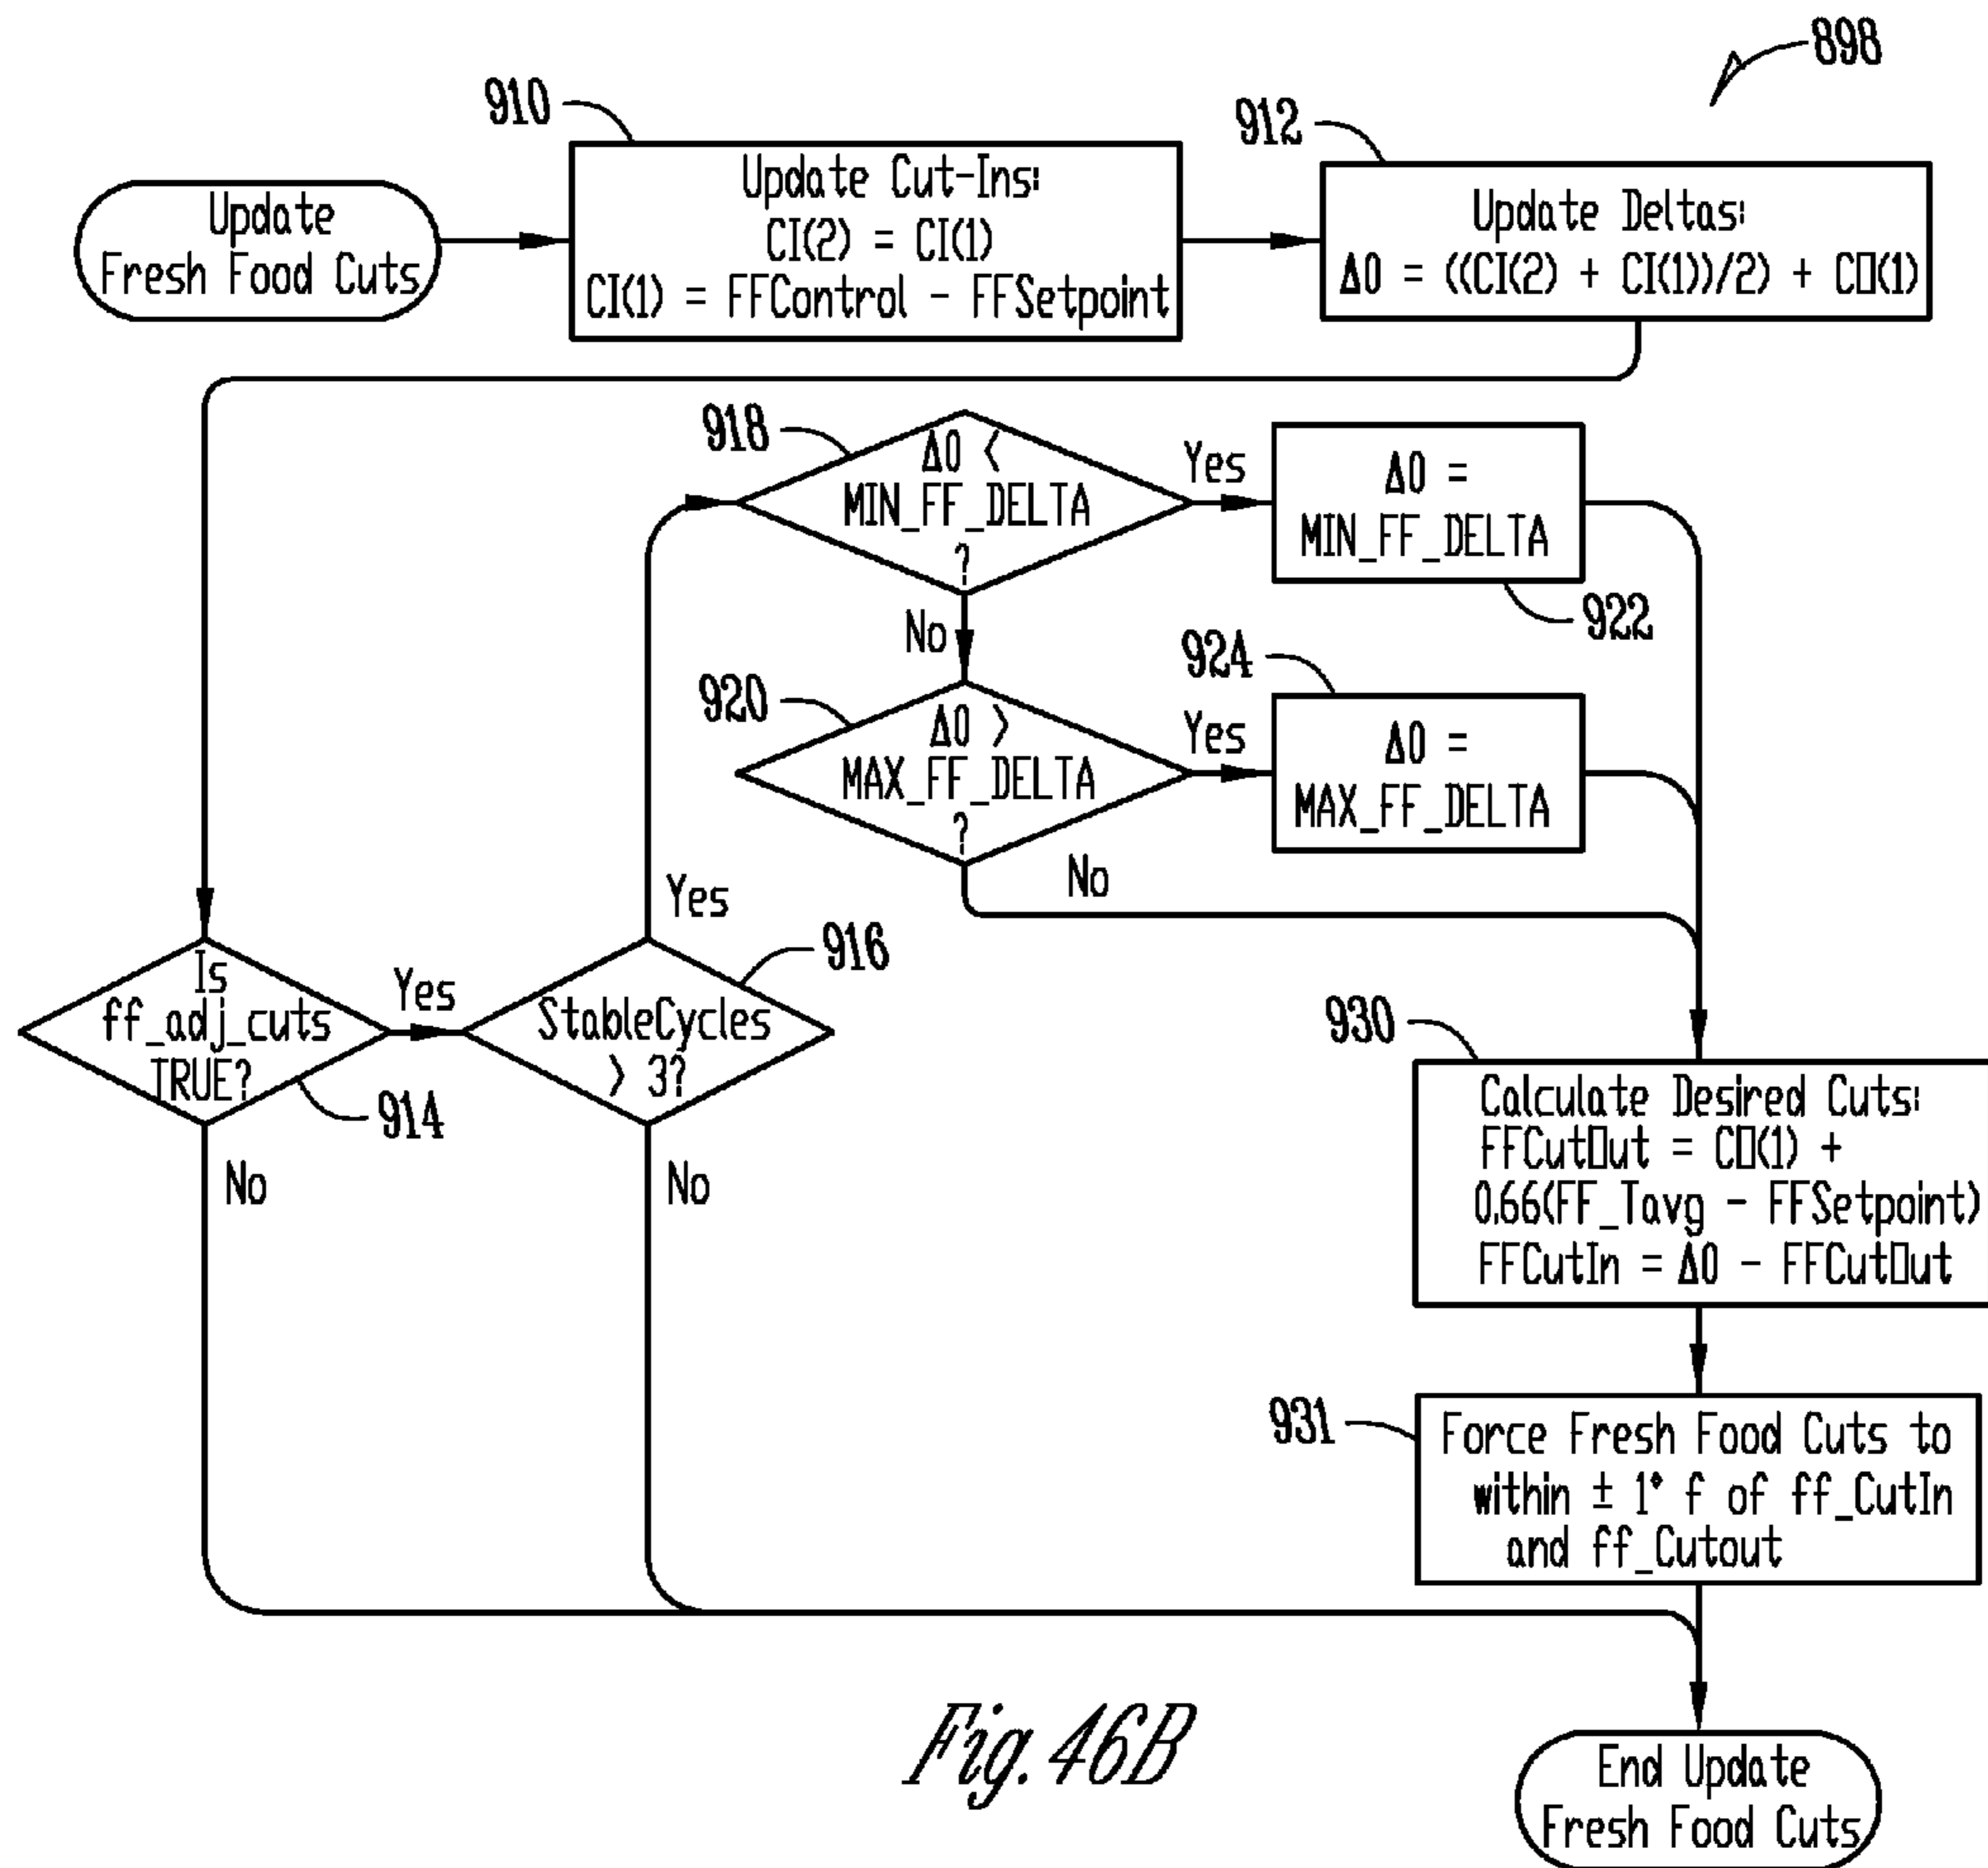 898
910
912
Update
Fresh Food Cuts
Update Cut-Ins:
CI(2) = CI(1)
CI(1) = FFControl - FFSetpoint
Update Deltas:
Δ0 = ((CI(2) + CI(1))/2) + CO(1)
918
Δ0 <
MIN_FF_DELTA
?
Yes
Δ0 =
MIN_FF_DELTA
922
No
920
Δ0 >
MAX_FF_DELTA
?
Yes
924
Δ0 =
MAX_FF_DELTA
No
Is
ff_adj_cuts
TRUE?
914
Yes
No
StableCycles
> 3?
916
Yes
No
930
Calculate Desired Cuts:
FFCutOut = CO(1) +
0.66(FF_Tavg - FFSetpoint)
FFCutIn = Δ0 - FFCutOut
931
Force Fresh Food Cuts to
within ± 1° f of ff_CutIn
and ff_Cutout
End Update
Fresh Food Cuts
Fig. 46B